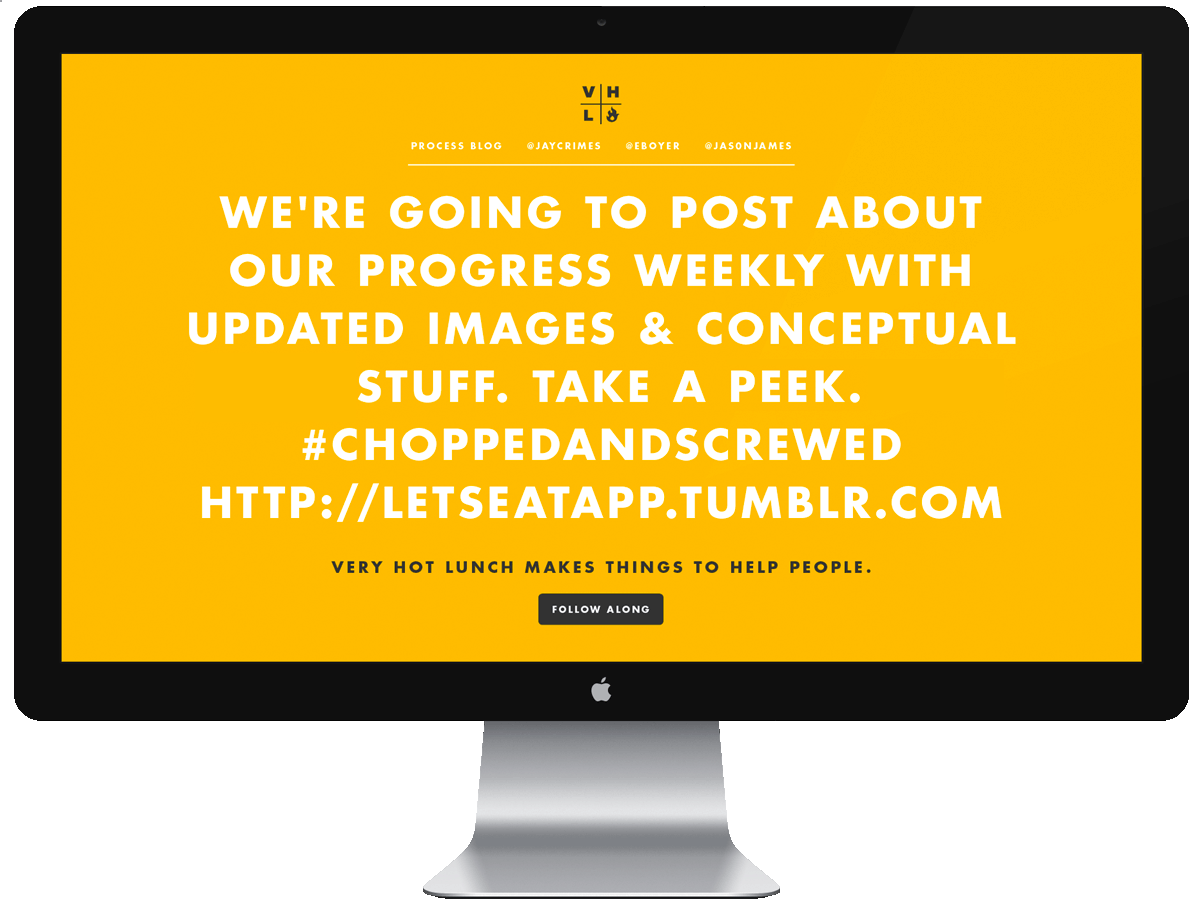 V H
L
PROCESS BLOG @JAYCRIMES @EBOYER @JAS0NJAMES
WE'RE GOING TO POST ABOUT
OUR PROGRESS WEEKLY WITH
UPDATED IMAGES & CONCEPTUAL
STUFF. TAKE A PEEK.
#CHOPPEDANDSCREWED
HTTP://LETSEATAPP.TUMBLR.COM
VERY HOT LUNCH MAKES THINGS TO HELP PEOPLE.
FOLLOW ALONG